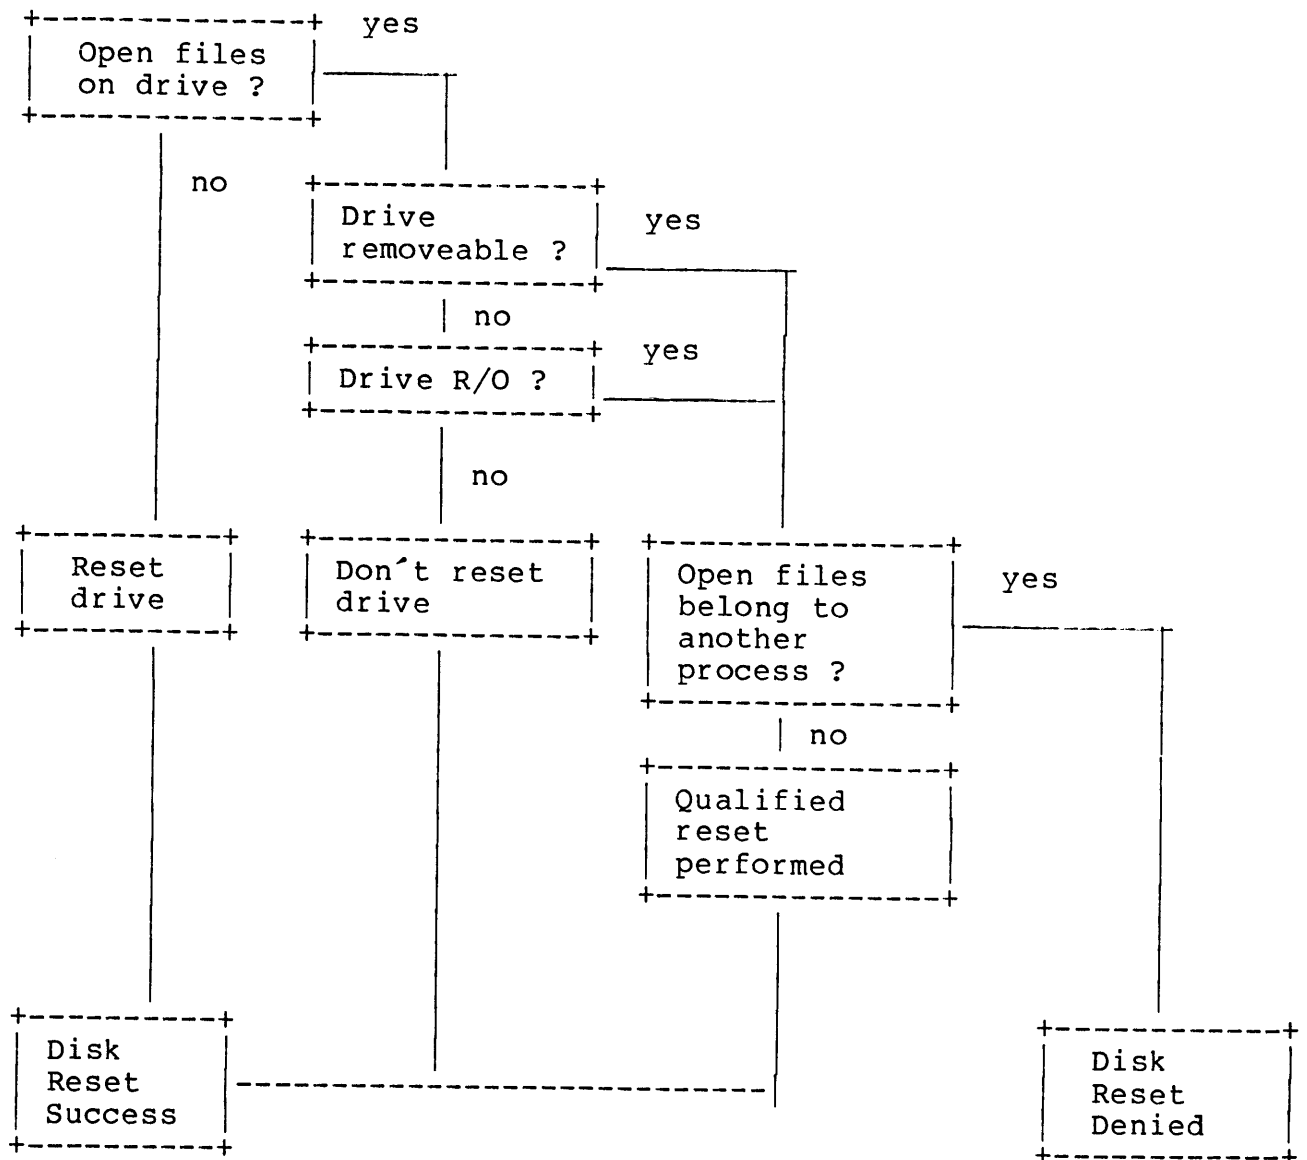 yes
Open files
on drive ?
no
Drive
removeable ?
yes
no
yes
Drive R/O ?
no
Reset
drive
Don´t reset
drive
Open files
belong to
another
process ?
yes
no
Qualified
reset
performed
Disk
Reset
Success
Disk
Reset
Denied